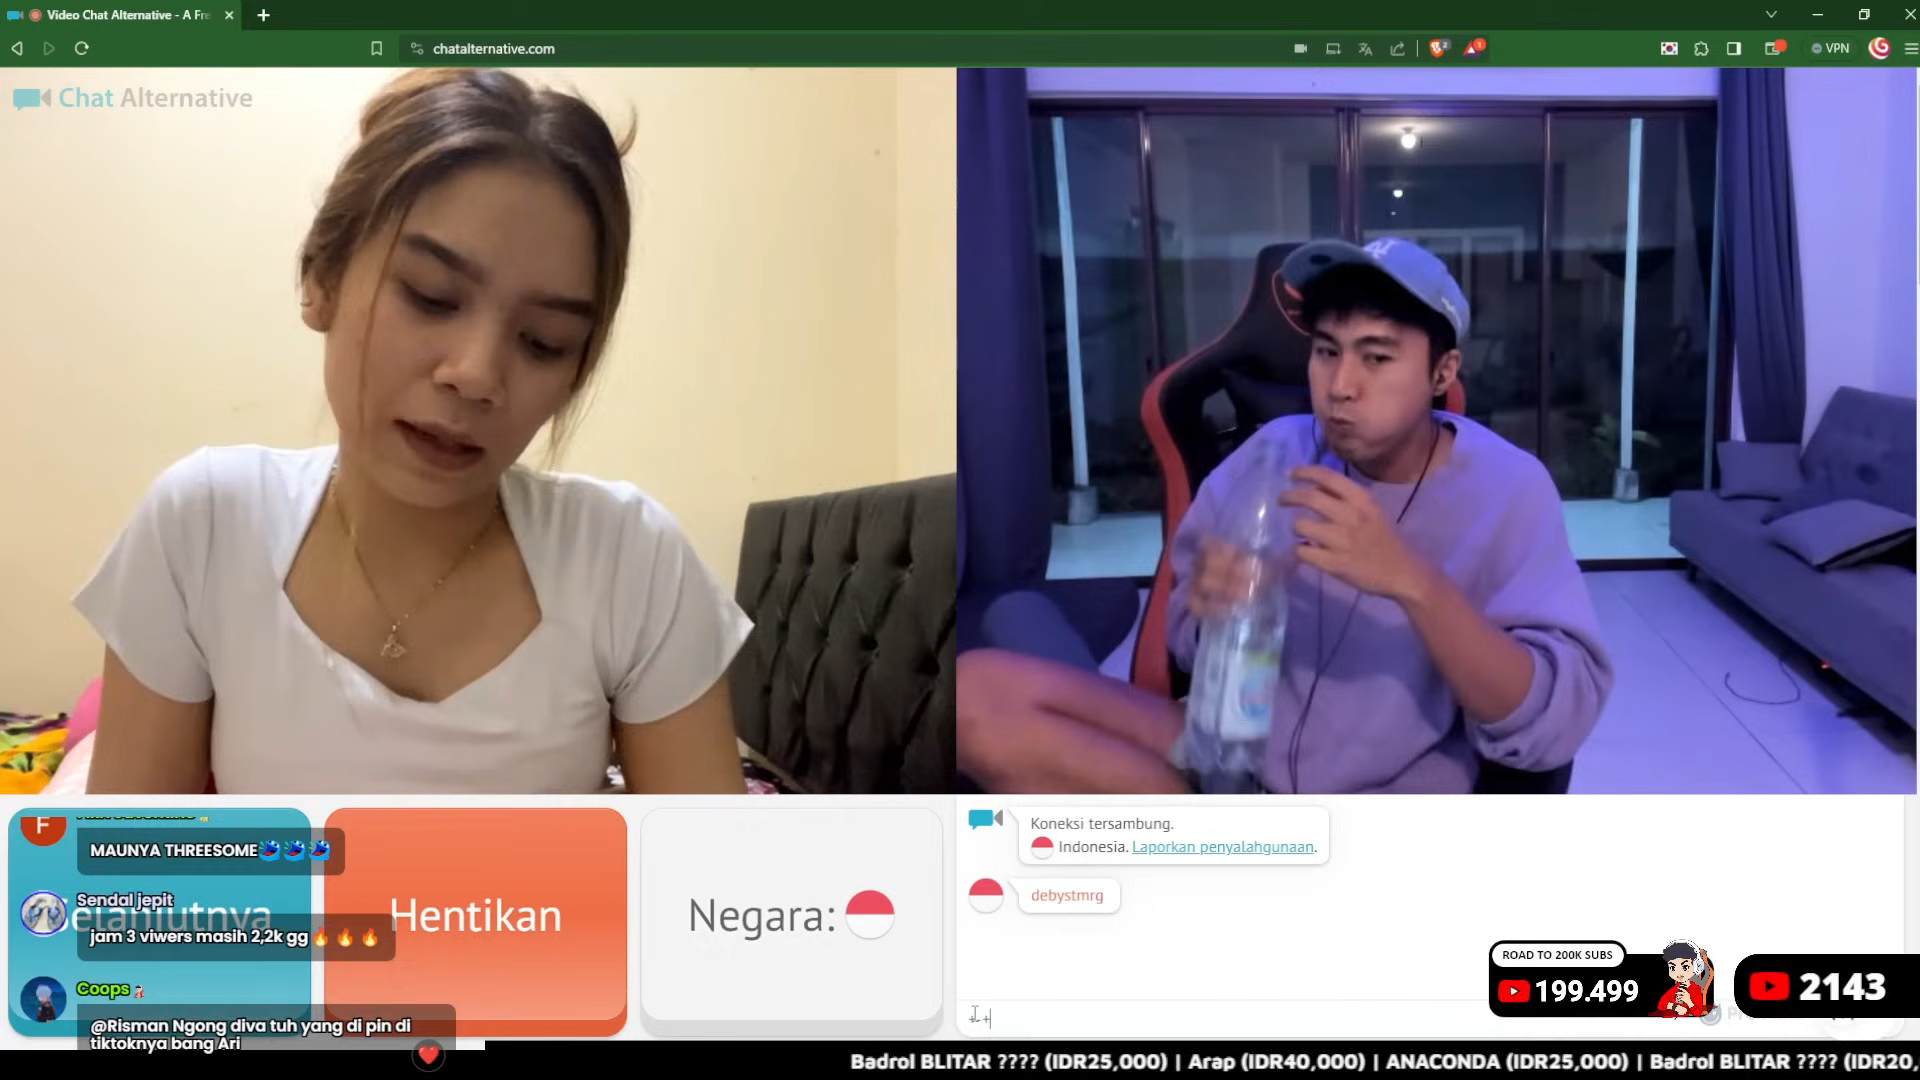 Video Chat Alternative - A Fre
chatalternative.com
VPN
Chat Alternative
MAUNYA THREESOME
Sendal jepit
jam 3 viwers masih 2,2k gg
Coops
@Risman Ngong diva tuh yang di pin di
tiktoknya bang Ari
Selanjutnya
Hentikan
Negara:
Koneksi tersambung.
Indonesia. Laporkan penyalahgunaan.
debystmrg
ROAD TO 200K SUBS
199.499
2143
Badrol BLITAR ???? (IDR25,000) | Arap (IDR40,000) | ANACONDA (IDR25,000) | Badrol BLITAR ???? (IDR20,